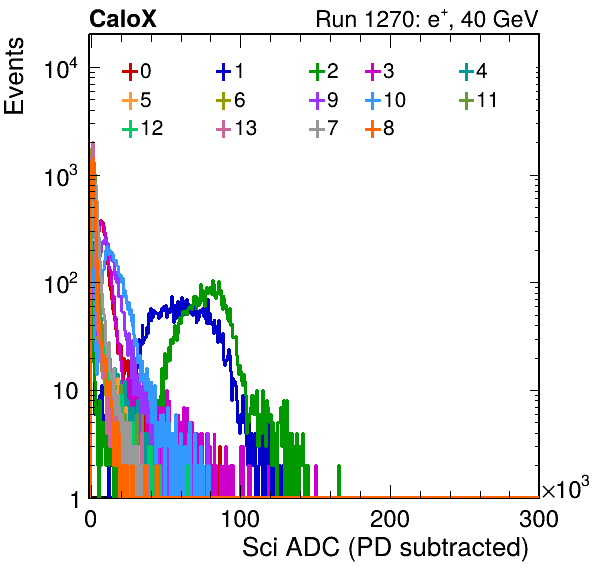 CaloX Run 1270: e⁺, 40 GeV
Events
10⁴
10³
10²
10
1
0 1 2 3 4
5 6 9 10 11
12 13 7 8
0 100 200 300
×10³
Sci ADC (PD subtracted)